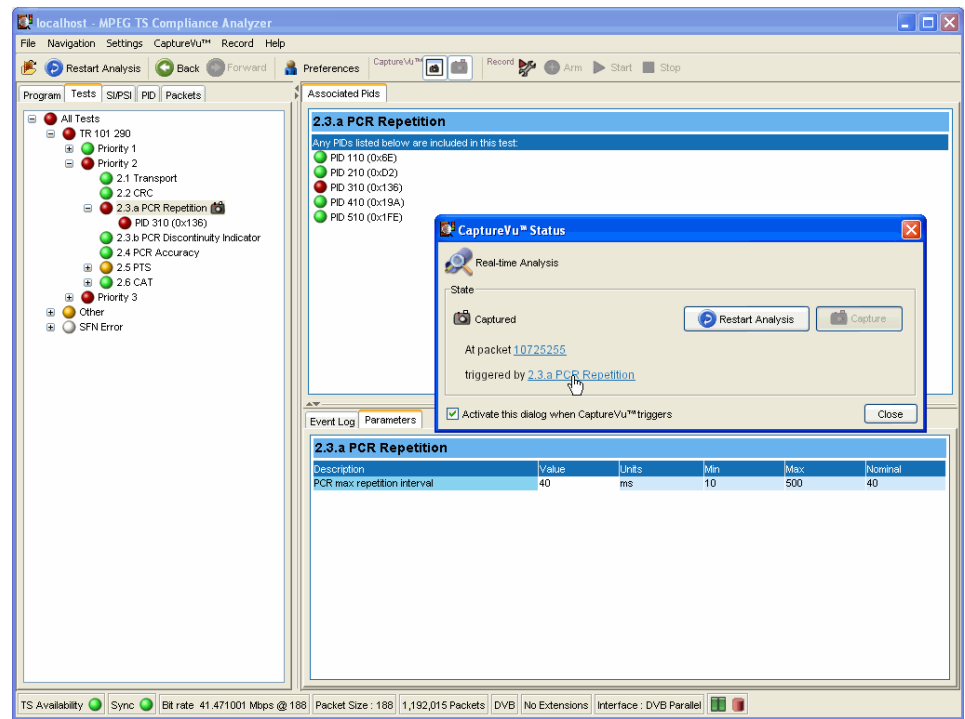 localhost - MPEG TS Compliance Analyzer
File Navigation Settings CaptureVu™ Record Help
Restart Analysis Back Forward Preferences CaptureVu™ Record Arm Start Stop
Program Tests SI/PSI PID Packets
All Tests
TR 101 290
Priority 1
Priority 2
2.1 Transport
2.2 CRC
2.3.a PCR Repetition
PID 310 (0x136)
2.3.b PCR Discontinuity Indicator
2.4 PCR Accuracy
2.5 PTS
2.6 CAT
Priority 3
Other
SFN Error
Associated Pids
2.3.a PCR Repetition
Any PIDs listed below are included in this test:
PID 110 (0x6E)
PID 210 (0xD2)
PID 310 (0x136)
PID 410 (0x19A)
PID 510 (0x1FE)
CaptureVu™ Status
Real-time Analysis
State
Captured
Restart Analysis Capture
At packet 10725255
triggered by 2.3.a PCR Repetition
Activate this dialog when CaptureVu™ triggers
Close
Event Log Parameters
2.3.a PCR Repetition
Description Value Units Min Max Nominal
PCR max repetition interval 40 ms 10 500 40
TS Availability Sync Bit rate 41.471001 Mbps @ 188 Packet Size : 188 1,192,015 Packets DVB No Extensions Interface : DVB Parallel